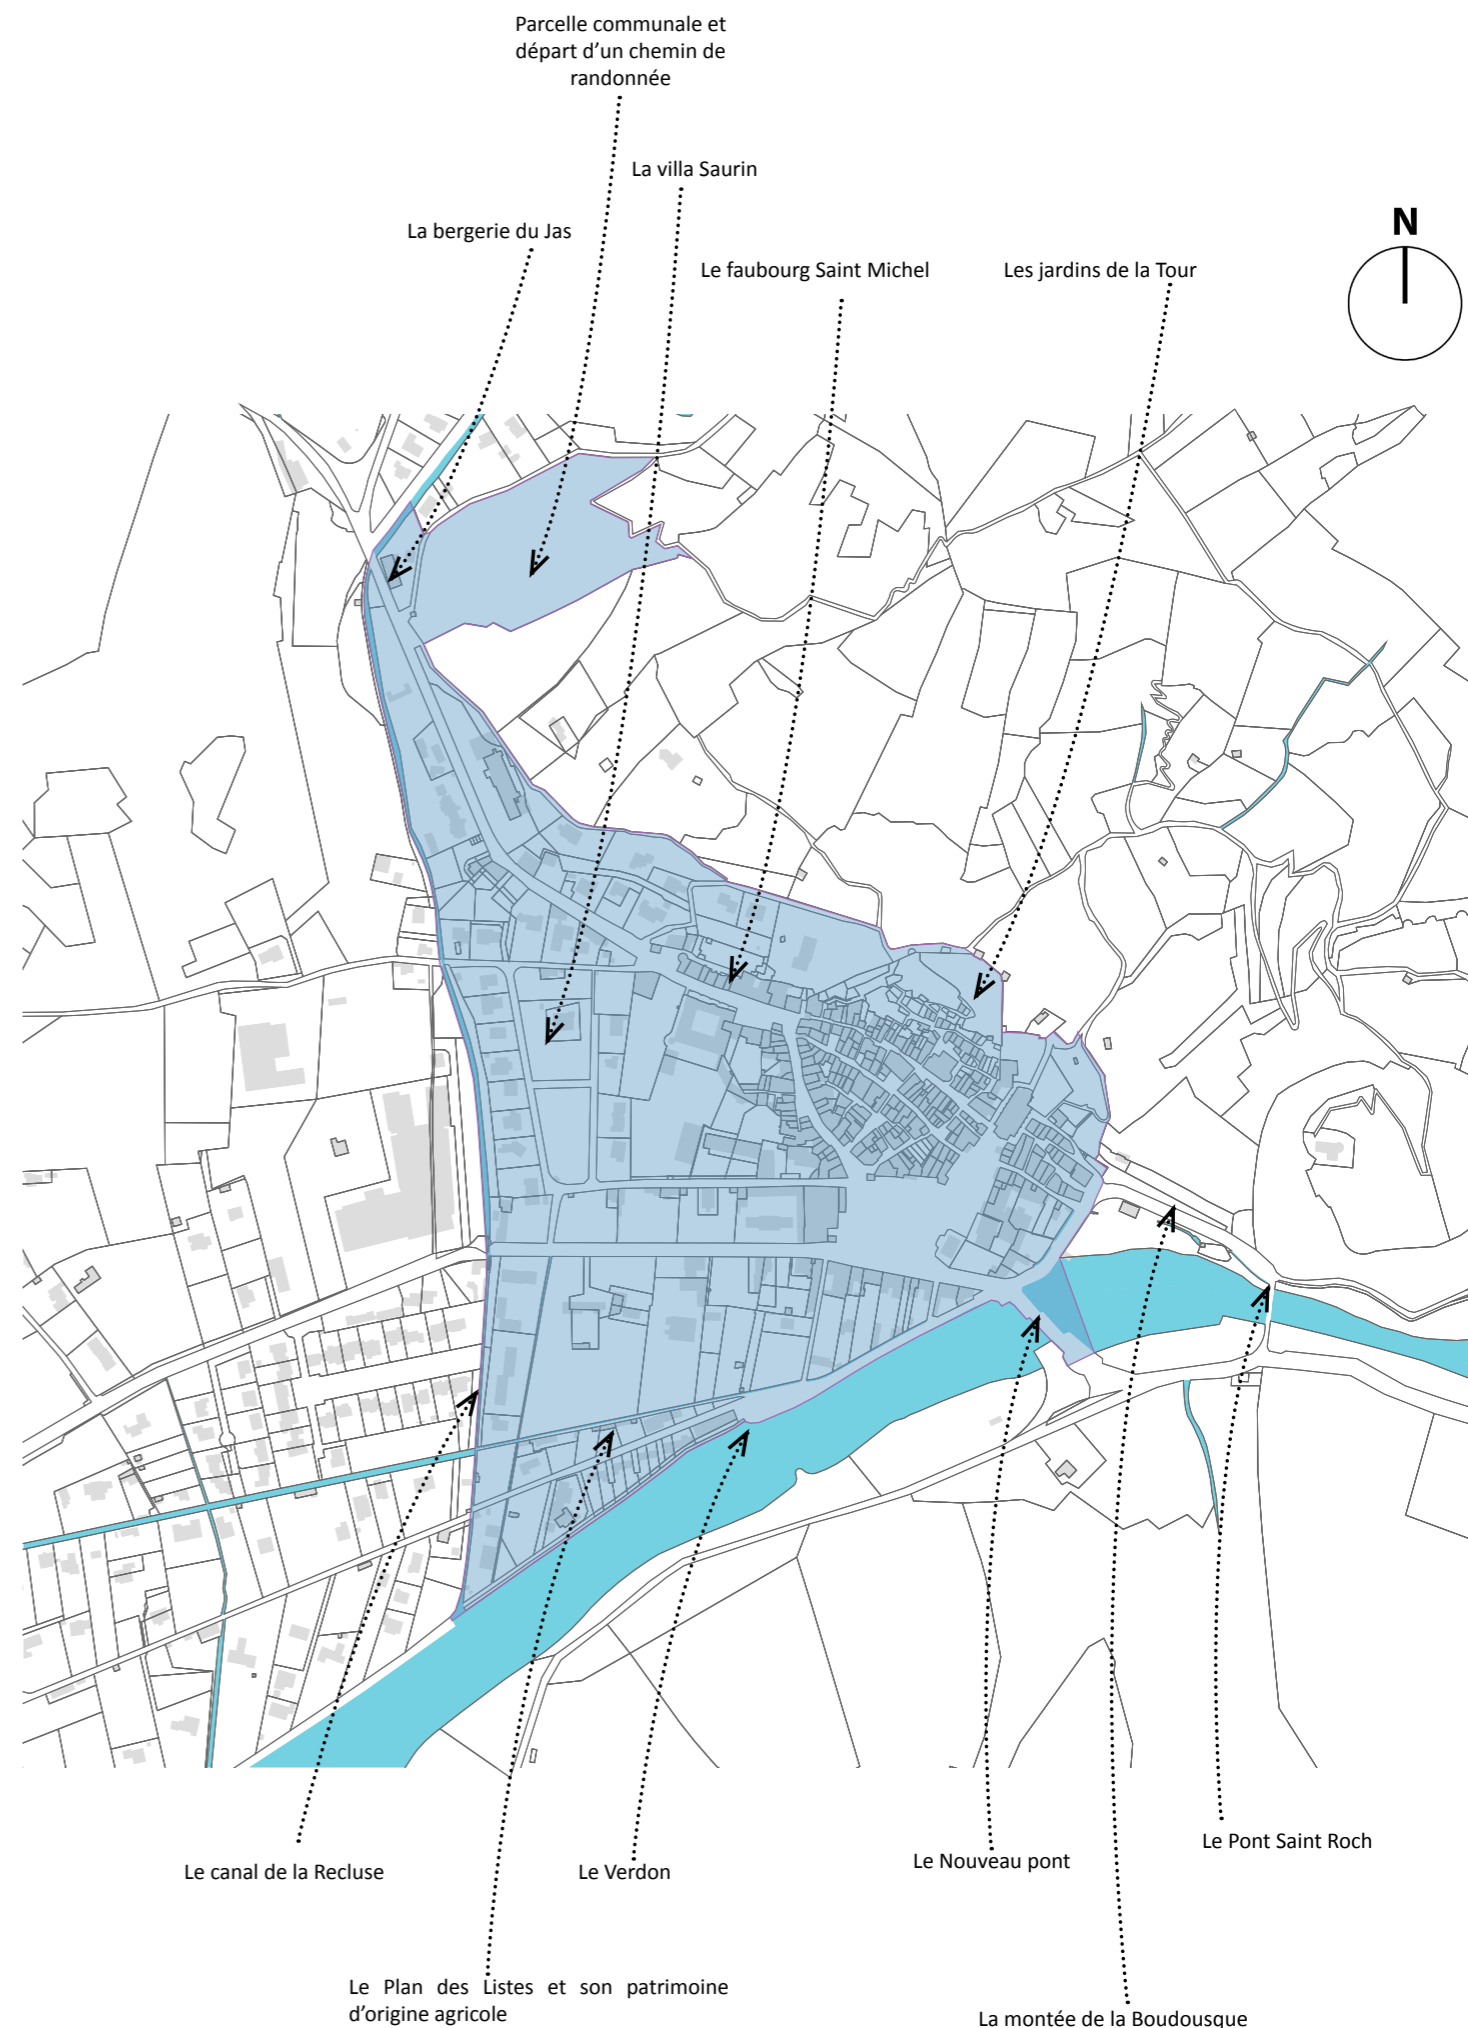 Parcelle communale et
départ d'un chemin de
randonnée
La villa Saurin
La bergerie du Jas
N
Le faubourg Saint Michel
Les jardins de la Tour
Le Pont Saint Roch
Le Nouveau pont
Le canal de la Recluse
Le Verdon
Le Plan des Listes et son patrimoine
d'origine agricole
La montée de la Boudousque